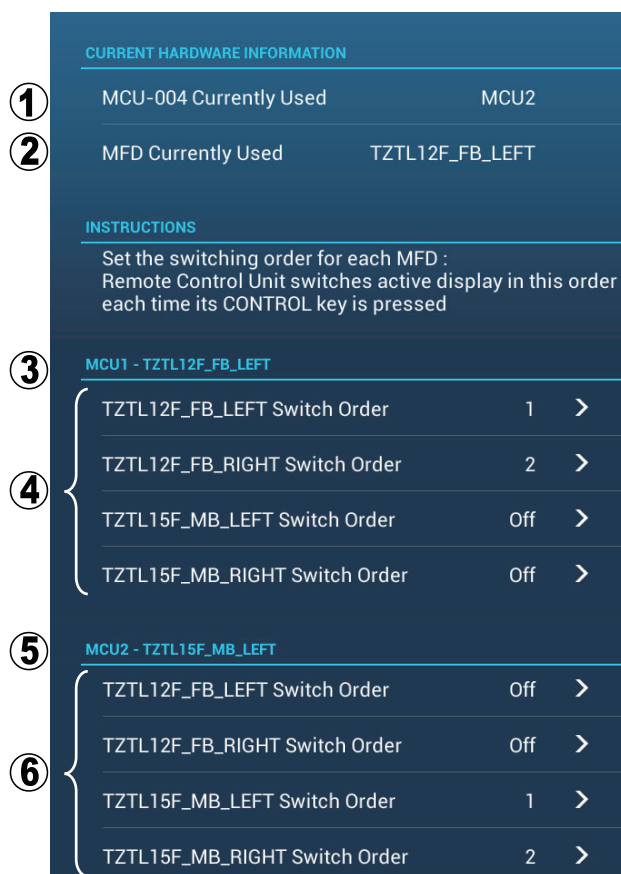 CURRENT HARDWARE INFORMATION
1 MCU-004 Currently Used MCU2
2 MFD Currently Used TZTL12F_FB_LEFT
INSTRUCTIONS
Set the switching order for each MFD :
Remote Control Unit switches active display in this order
each time its CONTROL key is pressed
3 MCU1 - TZTL12F_FB_LEFT
TZTL12F_FB_LEFT Switch Order 1 >
TZTL12F_FB_RIGHT Switch Order 2 >
4
TZTL15F_MB_LEFT Switch Order Off >
TZTL15F_MB_RIGHT Switch Order Off >
5 MCU2 - TZTL15F_MB_LEFT
TZTL12F_FB_LEFT Switch Order Off >
TZTL12F_FB_RIGHT Switch Order Off >
6
TZTL15F_MB_LEFT Switch Order 1 >
TZTL15F_MB_RIGHT Switch Order 2 >